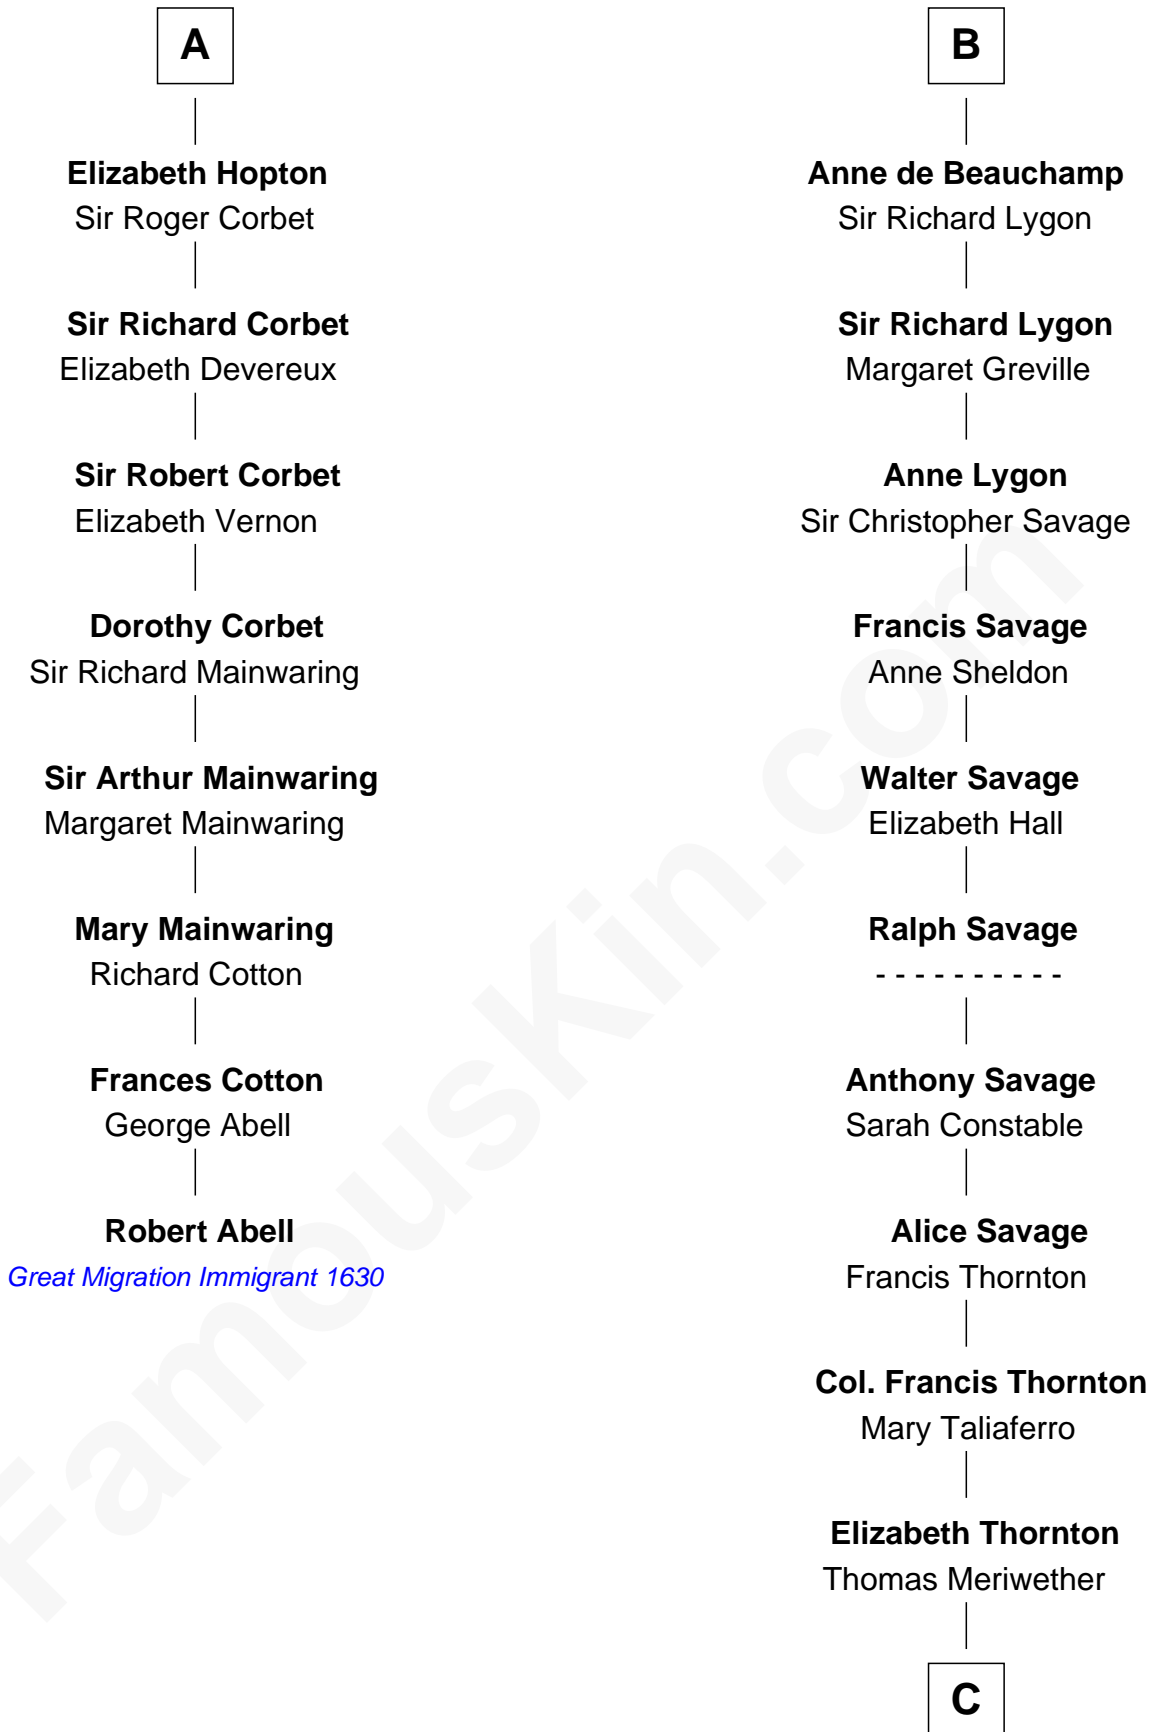 A
Elizabeth Hopton
Sir Roger Corbet
Sir Richard Corbet
Elizabeth Devereux
Sir Robert Corbet
Elizabeth Vernon
Dorothy Corbet
Sir Richard Mainwaring
Sir Arthur Mainwaring
Margaret Mainwaring
Mary Mainwaring
Richard Cotton
Frances Cotton
George Abell
Robert Abell
Great Migration Immigrant 1630
B
Anne de Beauchamp
Sir Richard Lygon
Sir Richard Lygon
Margaret Greville
Anne Lygon
Sir Christopher Savage
Francis Savage
Anne Sheldon
Walter Savage
Elizabeth Hall
Ralph Savage
- - - - - - - - - -
Anthony Savage
Sarah Constable
Alice Savage
Francis Thornton
Col. Francis Thornton
Mary Taliaferro
Elizabeth Thornton
Thomas Meriwether
C
FamousKin.com